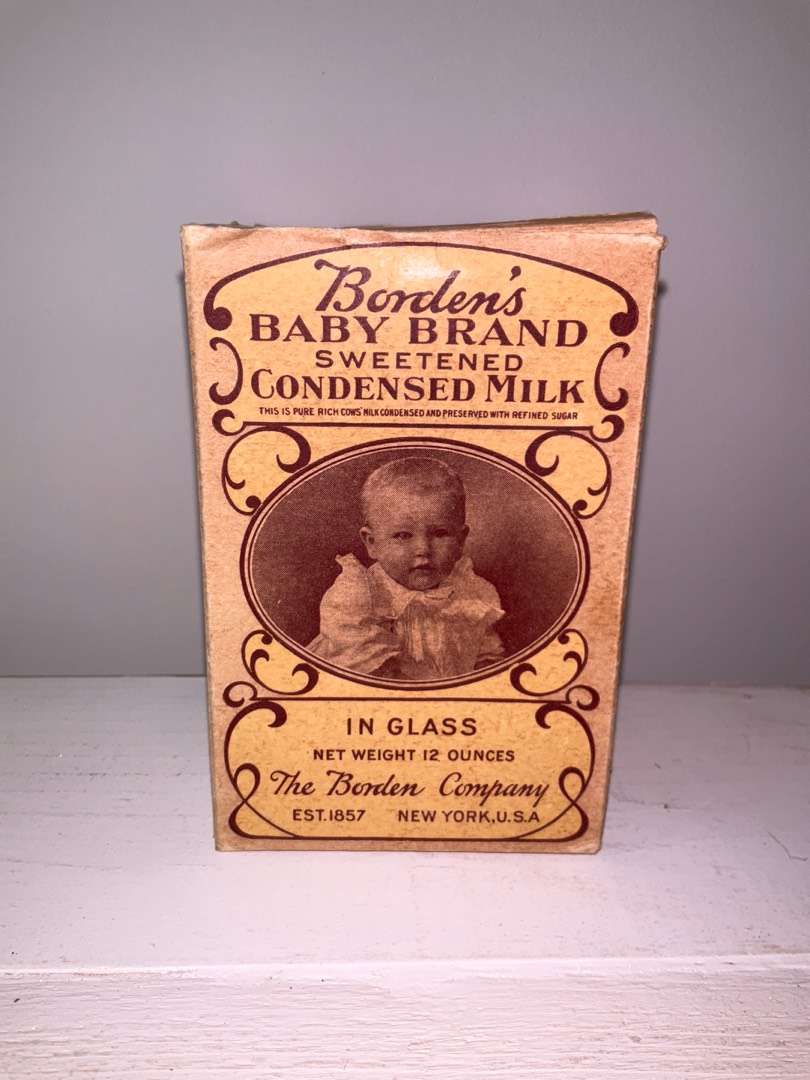 Borden's
BABY BRAND
SWEETENED
CONDENSED MILK
THIS IS PURE RICH COWS' MILK CONDENSED AND PRESERVED WITH REFINED SUGAR
IN GLASS
NET WEIGHT 12 OUNCES
The Borden Company
EST. 1857 NEW YORK, U.S.A